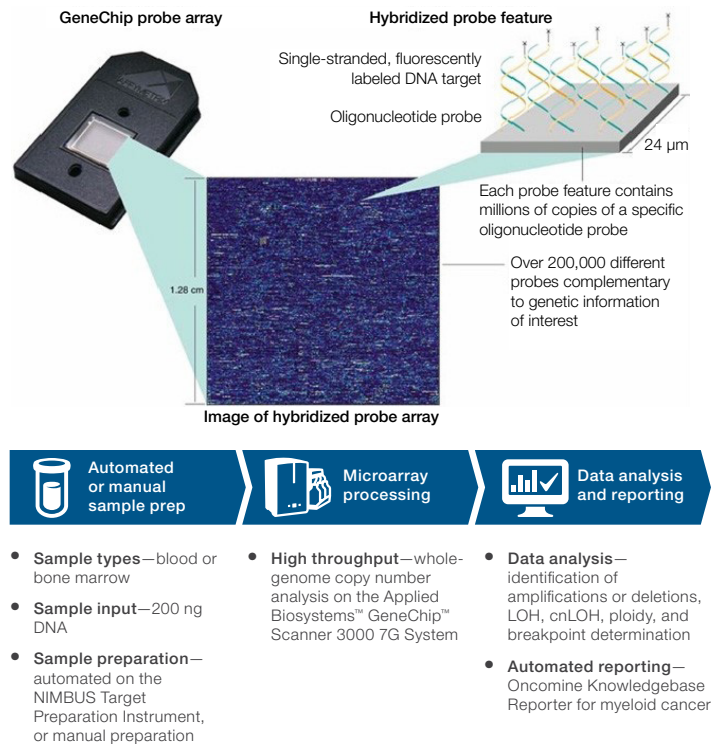 GeneChip probe array
Hybridized probe feature
Single-stranded, fluorescently
labeled DNA target
Oligonucleotide probe
24 µm
Each probe feature contains
millions of copies of a specific
oligonucleotide probe
Over 200,000 different
probes complementary
to genetic information
of interest
1.28 cm
Image of hybridized probe array
Automated
or manual
sample prep
Microarray
processing
Data analysis
and reporting
• Sample types—blood or
bone marrow
• Sample input—200 ng
DNA
• Sample preparation—
automated on the
NIMBUS Target
Preparation Instrument,
or manual preparation
• High throughput—whole-
genome copy number
analysis on the Applied
Biosystems™ GeneChip™
Scanner 3000 7G System
• Data analysis—
identification of
amplifications or deletions,
LOH, cnLOH, ploidy, and
breakpoint determination
• Automated reporting—
Oncomine Knowledgebase
Reporter for myeloid cancer